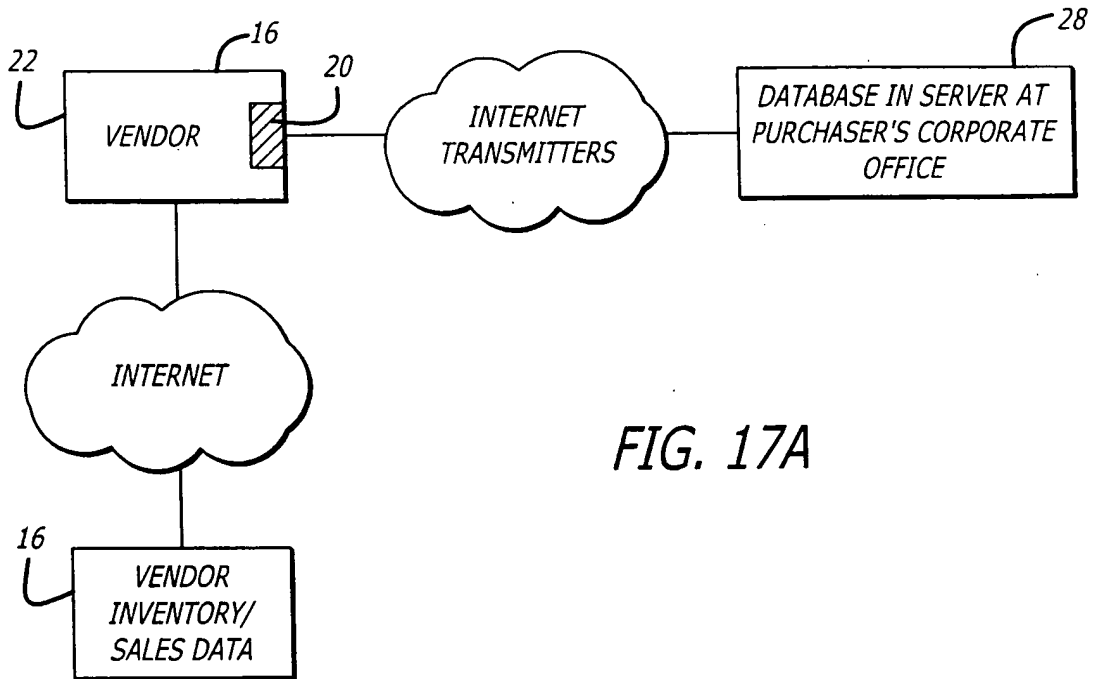 16
22
20
28
VENDOR
INTERNET
TRANSMITTERS
DATABASE IN SERVER AT
PURCHASER'S CORPORATE
OFFICE
INTERNET
FIG. 17A
16
VENDOR
INVENTORY/
SALES DATA